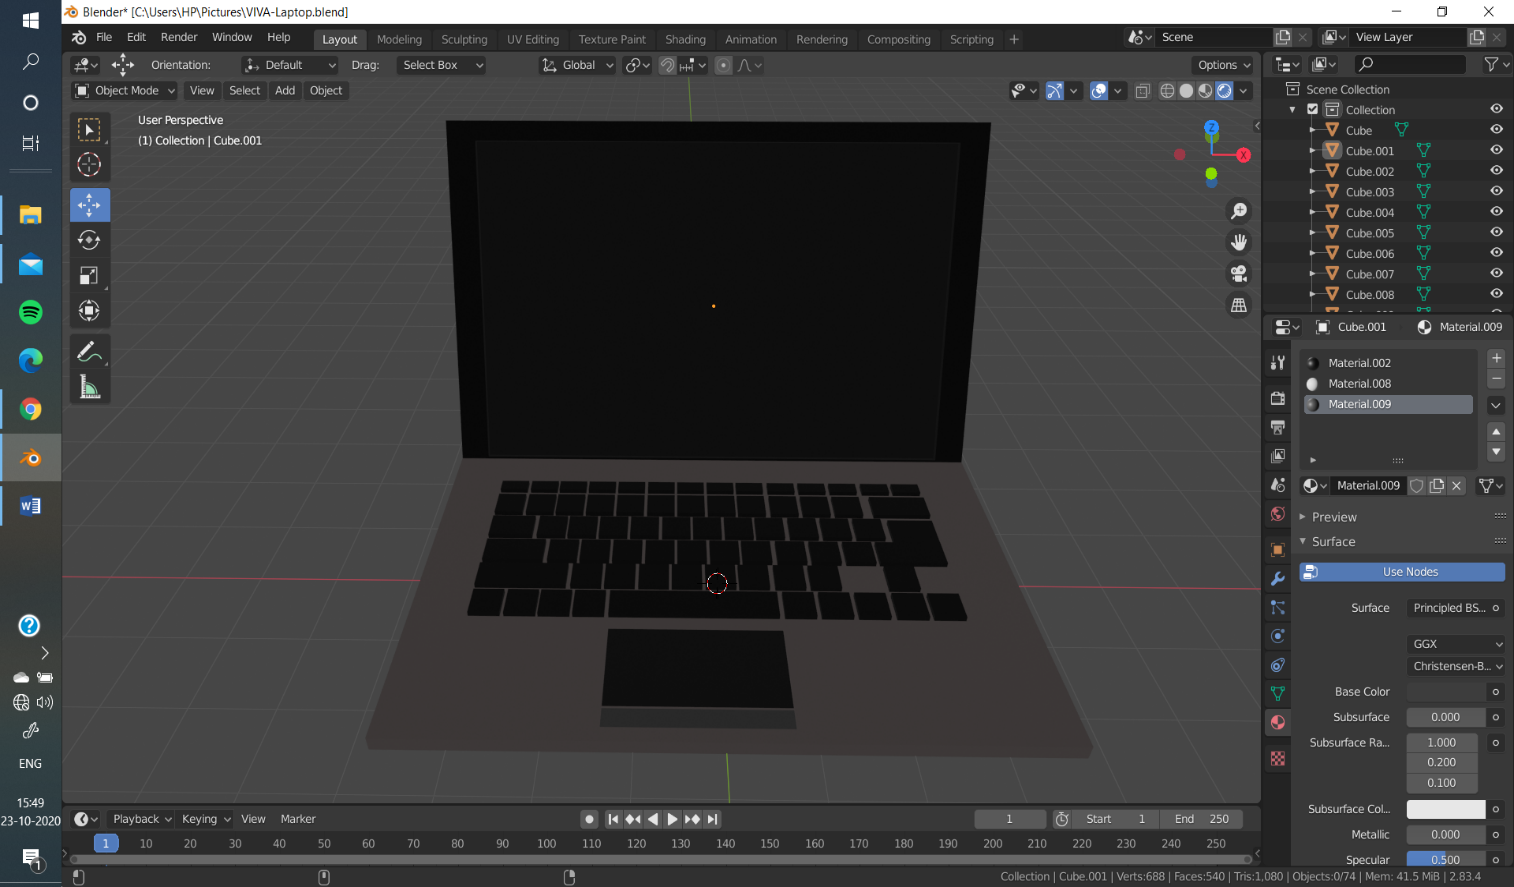 Blender* [C:\Users\HP\Pictures\VIVA-Laptop.blend]
File Edit Render Window Help Layout Modeling Sculpting UV Editing Texture Paint Shading Animation Rendering Compositing Scripting + Scene View Layer
Orientation: Default Drag: Select Box Global Options
Object Mode View Select Add Object
User Perspective
(1) Collection | Cube.001
Z
X
Scene Collection
Collection
Cube
Cube.001
Cube.002
Cube.003
Cube.004
Cube.005
Cube.006
Cube.007
Cube.008
Cube.001 Material.009
Material.002
Material.008
Material.009
Material.009
Preview
Surface
Use Nodes
Surface Principled BS...
GGX
Christensen-B...
Base Color
Subsurface 0.000
Subsurface Ra... 1.000
0.200
0.100
Subsurface Col...
Metallic 0.000
Specular 0.500
Playback Keying View Marker 1 Start 1 End 250
1 10 20 30 40 50 60 70 80 90 100 110 120 130 140 150 160 170 180 190 200 210 220 230 240 250
Collection | Cube.001 | Verts:688 | Faces:540 | Tris:1,080 | Objects:0/74 | Mem: 41.5 MiB | 2.83.4
ENG
15:49
23-10-2020
1